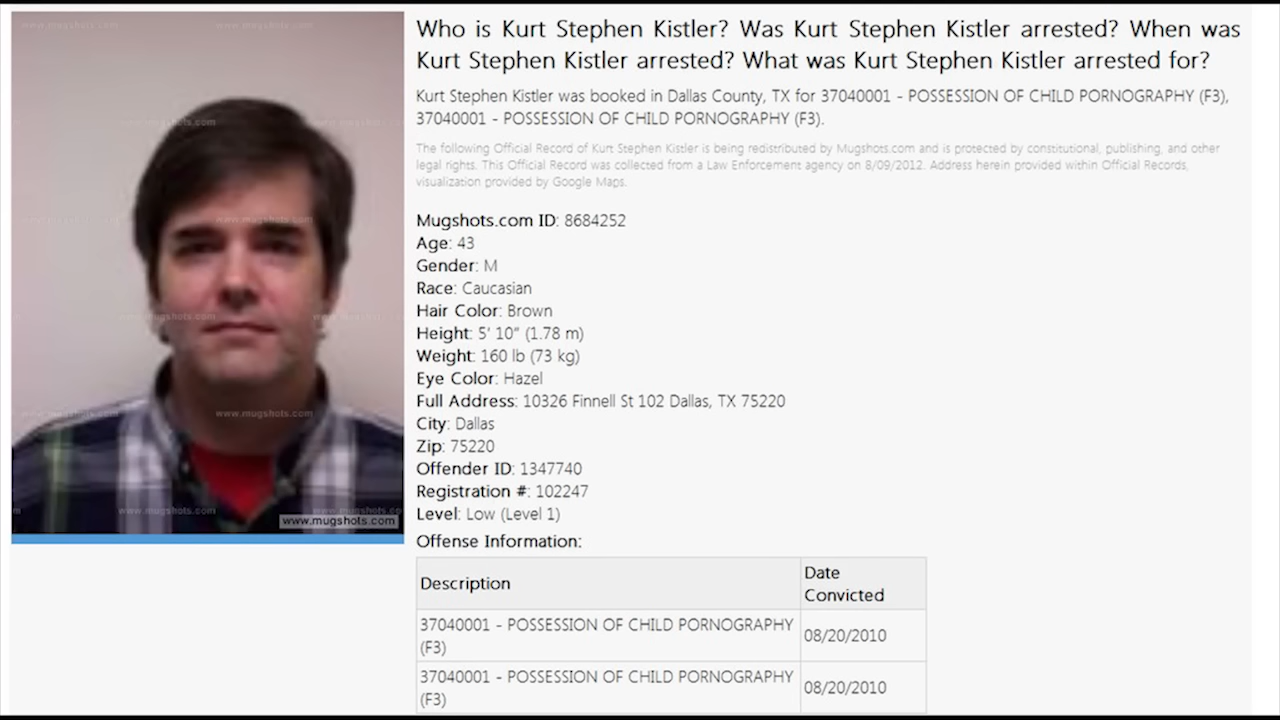 Who is Kurt Stephen Kistler? Was Kurt Stephen Kistler arrested? When was
Kurt Stephen Kistler arrested? What was Kurt Stephen Kistler arrested for?
Kurt Stephen Kistler was booked in Dallas County, TX for 37040001 - POSSESSION OF CHILD PORNOGRAPHY (F3),
37040001 - POSSESSION OF CHILD PORNOGRAPHY (F3).
The following Official Record of Kurt Stephen Kistler is being redistributed by Mugshots.com and is protected by constitutional, publishing, and other
legal rights. This Official Record was collected from a Law Enforcement agency on 8/09/2012. Address herein provided within Official Records,
visualization provided by Google Maps.
Mugshots.com ID: 8684252
Age: 43
Gender: M
Race: Caucasian
Hair Color: Brown
Height: 5' 10" (1.78 m)
Weight: 160 lb (73 kg)
Eye Color: Hazel
Full Address: 10326 Finnell St 102 Dallas, TX 75220
City: Dallas
Zip: 75220
Offender ID: 1347740
Registration #: 102247
Level: Low (Level 1)
Offense Information:
Description
Date
Convicted
37040001 - POSSESSION OF CHILD PORNOGRAPHY
(F3)
08/20/2010
37040001 - POSSESSION OF CHILD PORNOGRAPHY
(F3)
08/20/2010
www.mugshots.com